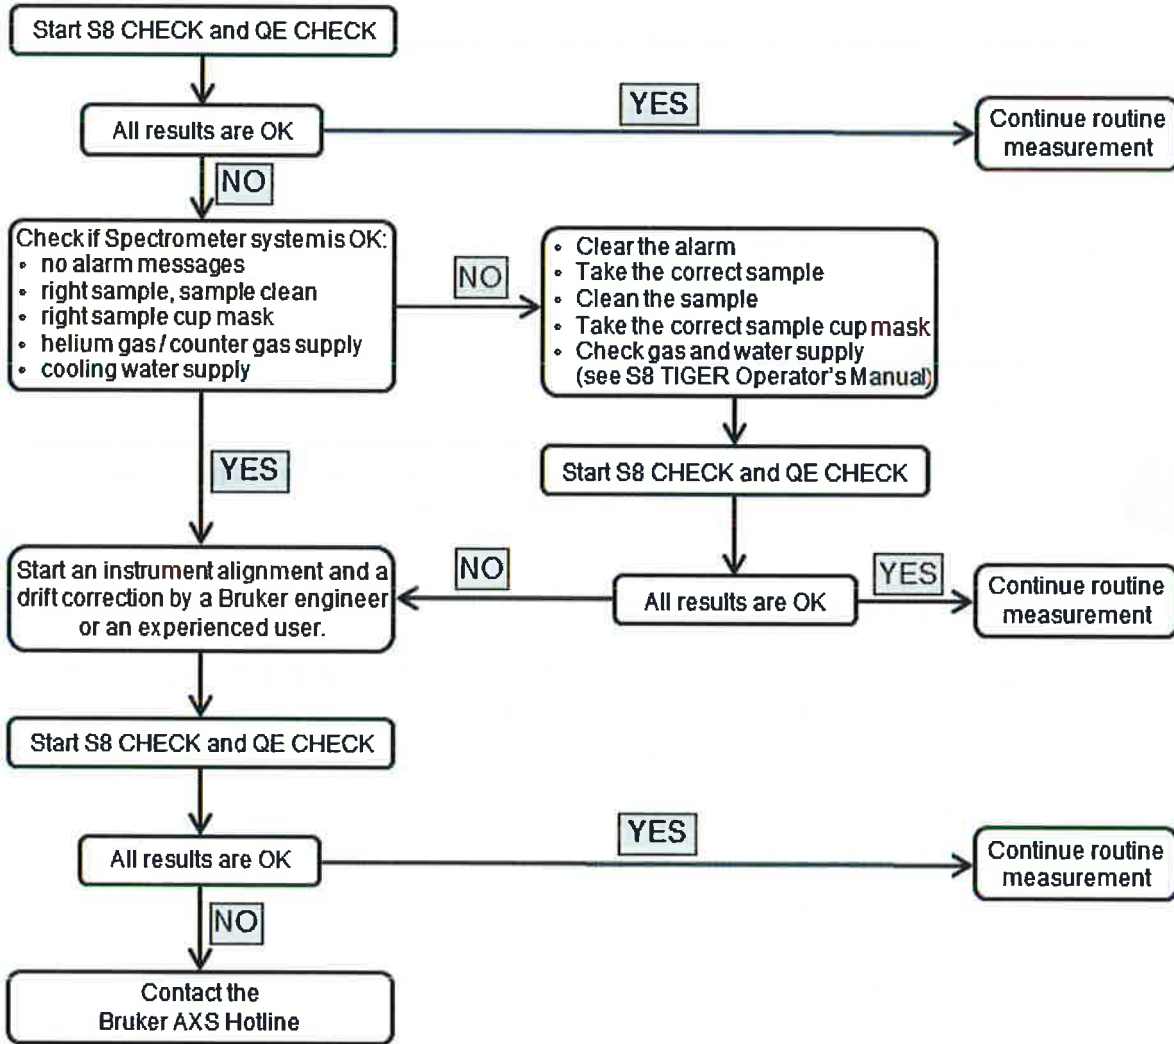 Start S8 CHECK and QE CHECK
All results are OK
YES
Continue routine
measurement
NO
Check if Spectrometer system is OK:
• no alarm messages
• right sample, sample clean
• right sample cup mask
• helium gas / counter gas supply
• cooling water supply
NO
• Clear the alarm
• Take the correct sample
• Clean the sample
• Take the correct sample cup mask
• Check gas and water supply
(see S8 TIGER Operator's Manual)
YES
Start S8 CHECK and QE CHECK
Start an instrument alignment and a
drift correction by a Bruker engineer
or an experienced user.
NO
All results are OK
YES
Continue routine
measurement
Start S8 CHECK and QE CHECK
All results are OK
YES
Continue routine
measurement
NO
Contact the
Bruker AXS Hotline